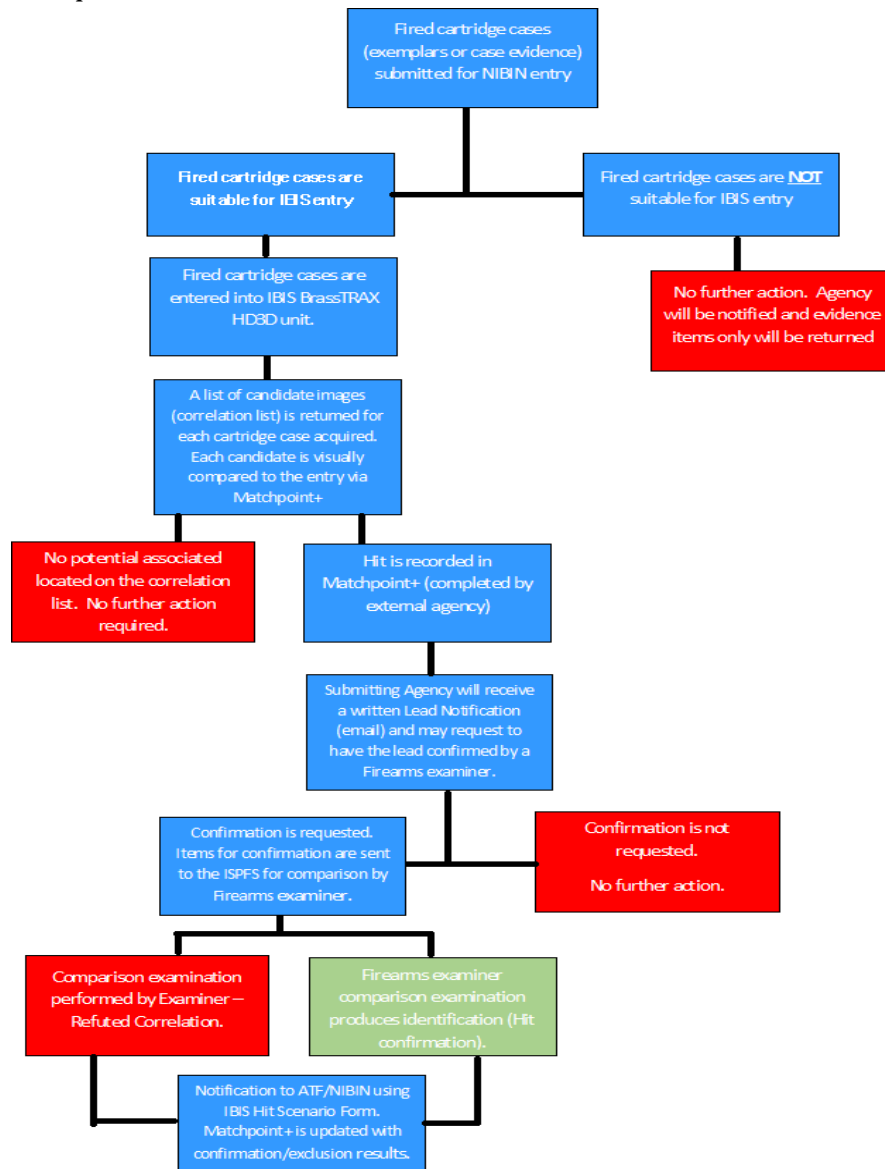 Fired cartridge cases
(exemplars or case evidence)
submitted for NIBIN entry
Fired cartridge cases are
suitable for IBIS entry
Fired cartridge cases are NOT
suitable for IBIS entry
Fired cartridge cases are
entered into IBIS BrassTRAX
HD3D unit.
No further action. Agency
will be notified and evidence
items only will be returned
A list of candidate images
(correlation list) is returned for
each cartridge case acquired.
Each candidate is visually
compared to the entry via
Matchpoint+
No potential associated
located on the correlation
list. No further action
required.
Hit is recorded in
Matchpoint+ (completed by
external agency)
Submitting Agency will receive
a written Lead Notification
(email) and may request to
have the lead confirmed by a
Firearms examiner.
Confirmation is requested.
Items for confirmation are sent
to the ISPFS for comparison by
Firearms examiner.
Confirmation is not
requested.
No further action.
Comparison examination
performed by Examiner –
Refuted Correlation.
Firearms examiner
comparison examination
produces identification (Hit
confirmation).
Notification to ATF/NIBIN using
IBIS Hit Scenario Form.
Matchpoint+ is updated with
confirmation/exclusion results.